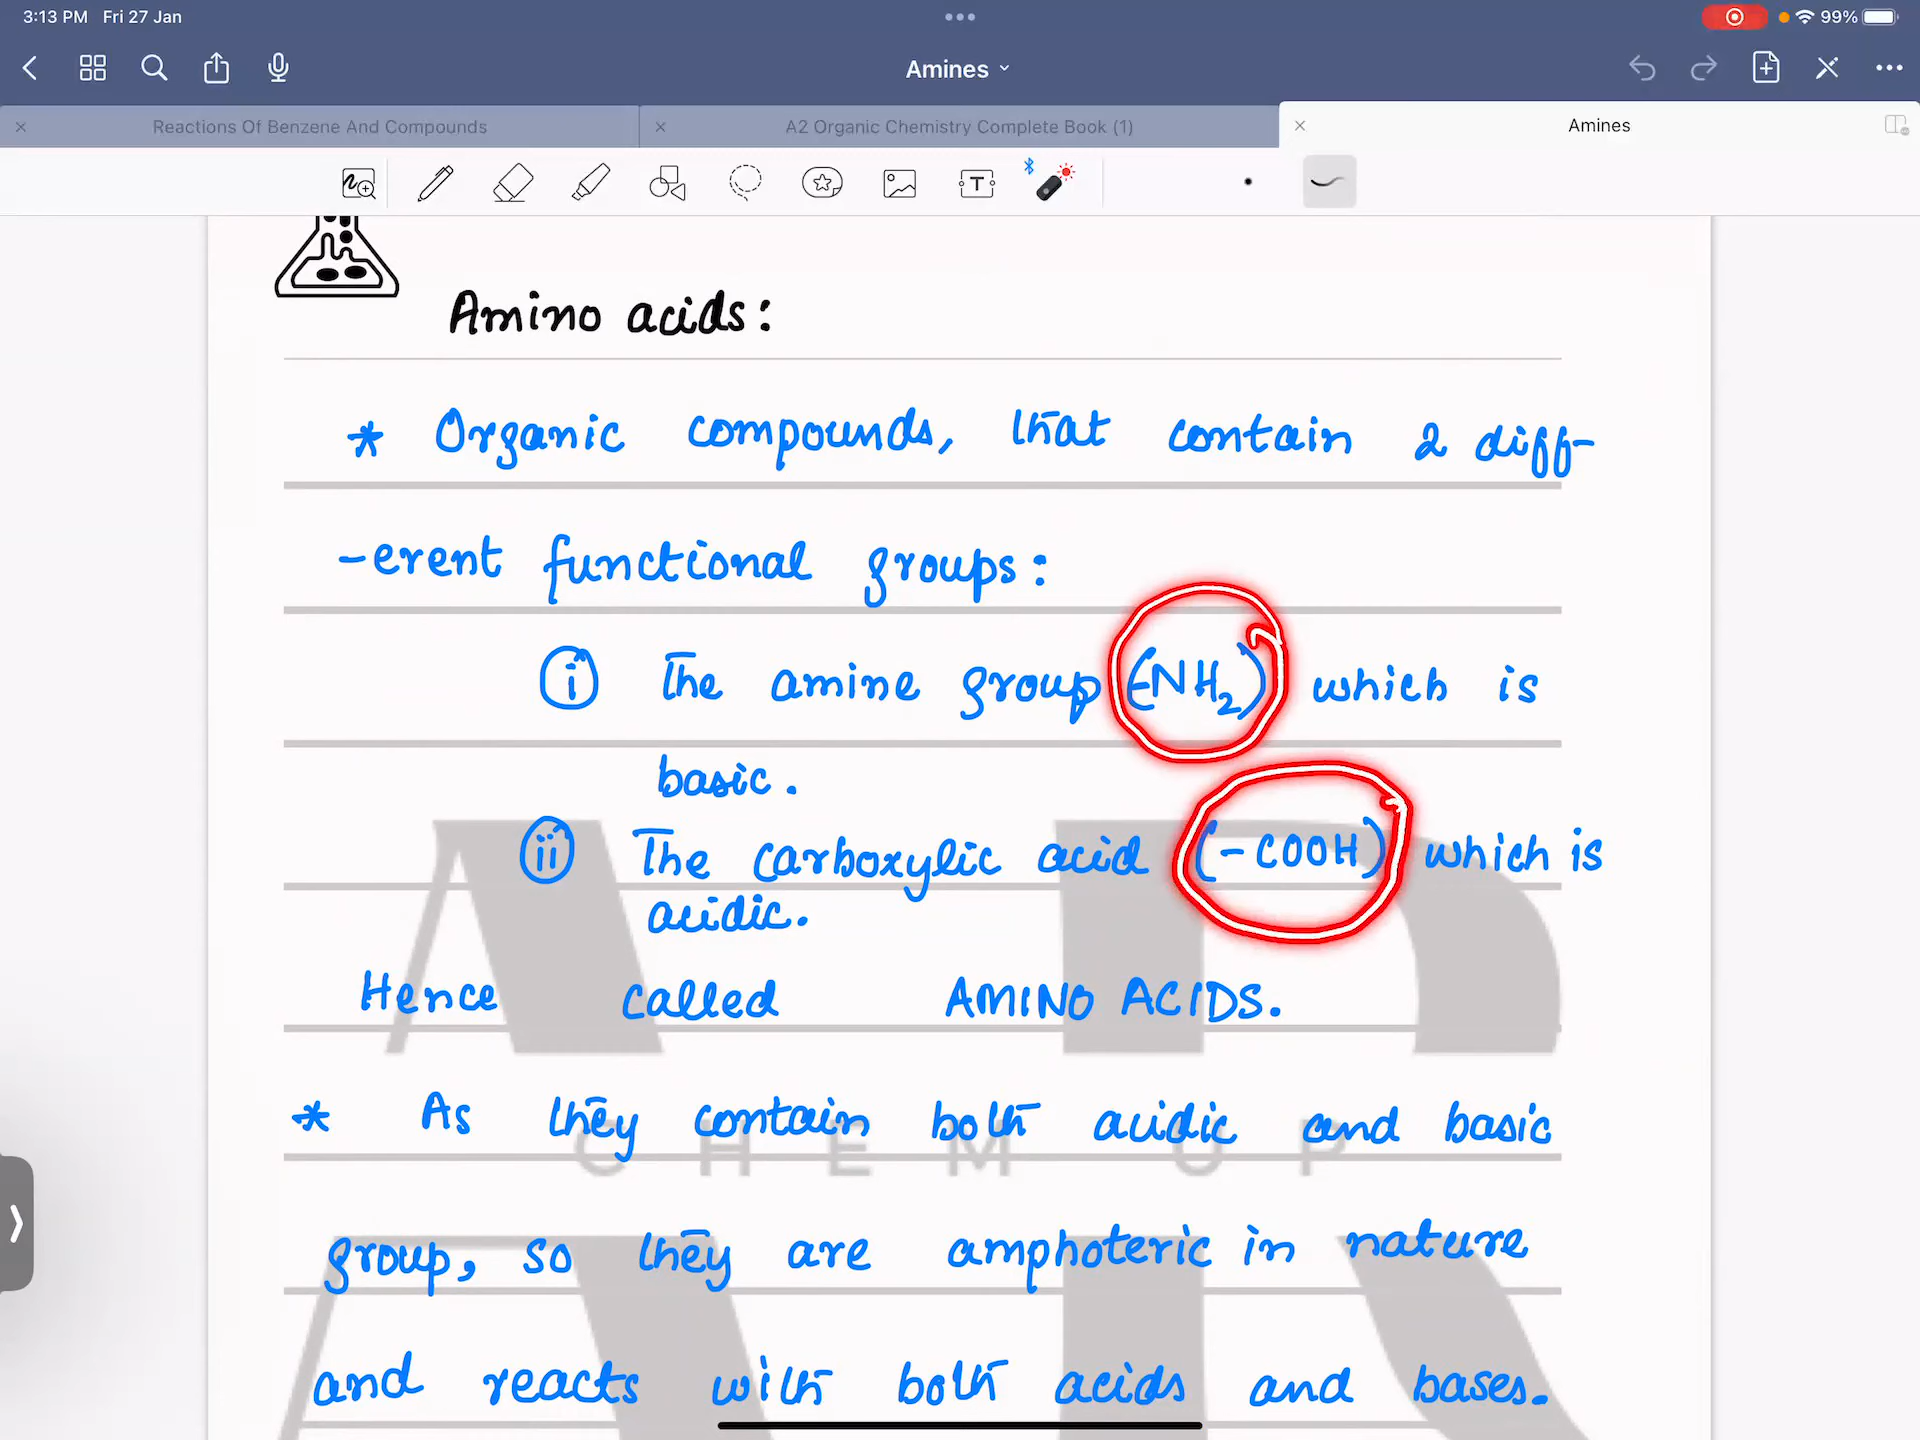 3:13 PM Fri 27 Jan
99%
Amines
Reactions Of Benzene And Compounds
A2 Organic Chemistry Complete Book (1)
Amines
T
Amino acids:
* Organic compounds, that contain 2 diff-
-erent functional groups:
i The amine group (-NH₂) which is
basic.
ii The carboxylic acid (-COOH) which is
acidic.
Hence called AMINO ACIDS.
* As they contain both acidic and basic
CHEM UP
group, so they are amphoteric in nature
and reacts with both acids and bases.